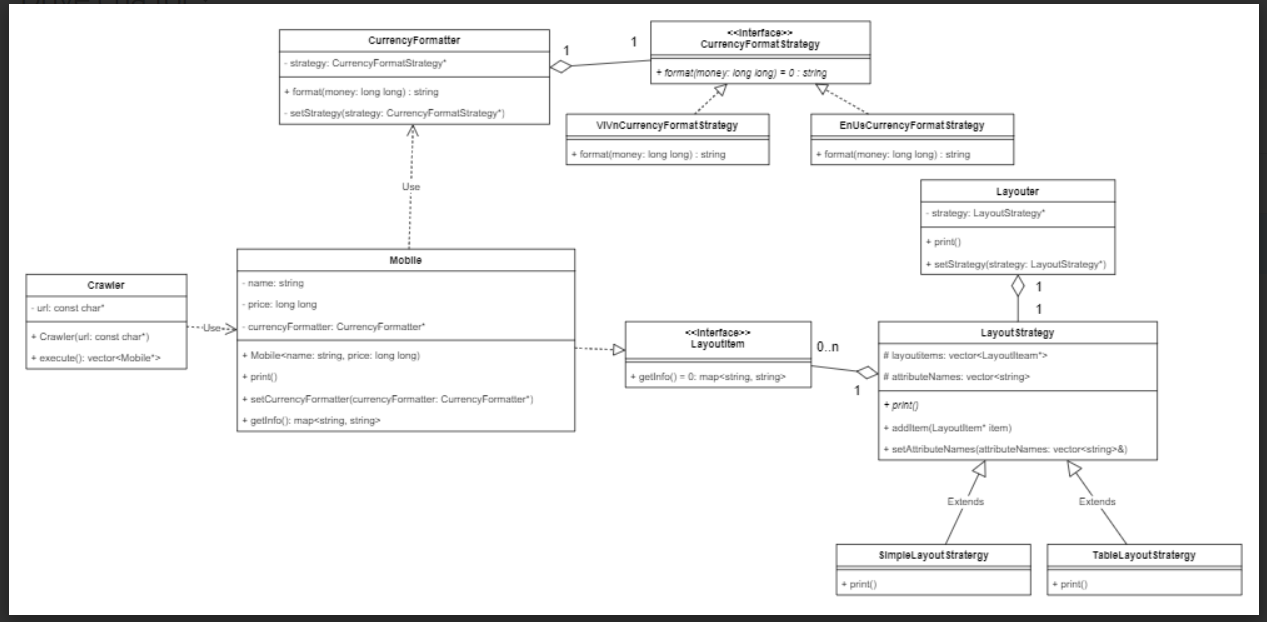 CurrencyFormatter
- strategy: CurrencyFormatStrategy*
+ format(money: long long) : string
- setStrategy(strategy: CurrencyFormatStrategy*)
1
1
<<Interface>>
CurrencyFormatStrategy
+ format(money: long long) = 0 : string
ViVnCurrencyFormatStrategy
+ format(money: long long) : string
EnUsCurrencyFormatStrategy
+ format(money: long long) : string
Use
Layouter
- strategy: LayoutStrategy*
+ print()
+ setStrategy(strategy: LayoutStrategy*)
1
1
Crawler
- url: const char*
+ Crawler(url: const char*)
+ execute(): vector<Mobile*>
Use
Mobile
- name: string
- price: long long
- currencyFormatter: CurrencyFormatter*
+ Mobile<name: string, price: long long)
+ print()
+ setCurrencyFormatter(currencyFormatter: CurrencyFormatter*)
+ getInfo(): map<string, string>
<<Interface>>
LayoutItem
+ getInfo() = 0: map<string, string>
0..n
1
LayoutStrategy
# layoutitems: vector<LayoutIteam*>
# attributeNames: vector<string>
+ print()
+ addItem(LayoutItem* item)
+ setAttributeNames(attributeNames: vector<string>&)
Extends
Extends
SimpleLayoutStratergy
+ print()
TableLayoutStratergy
+ print()